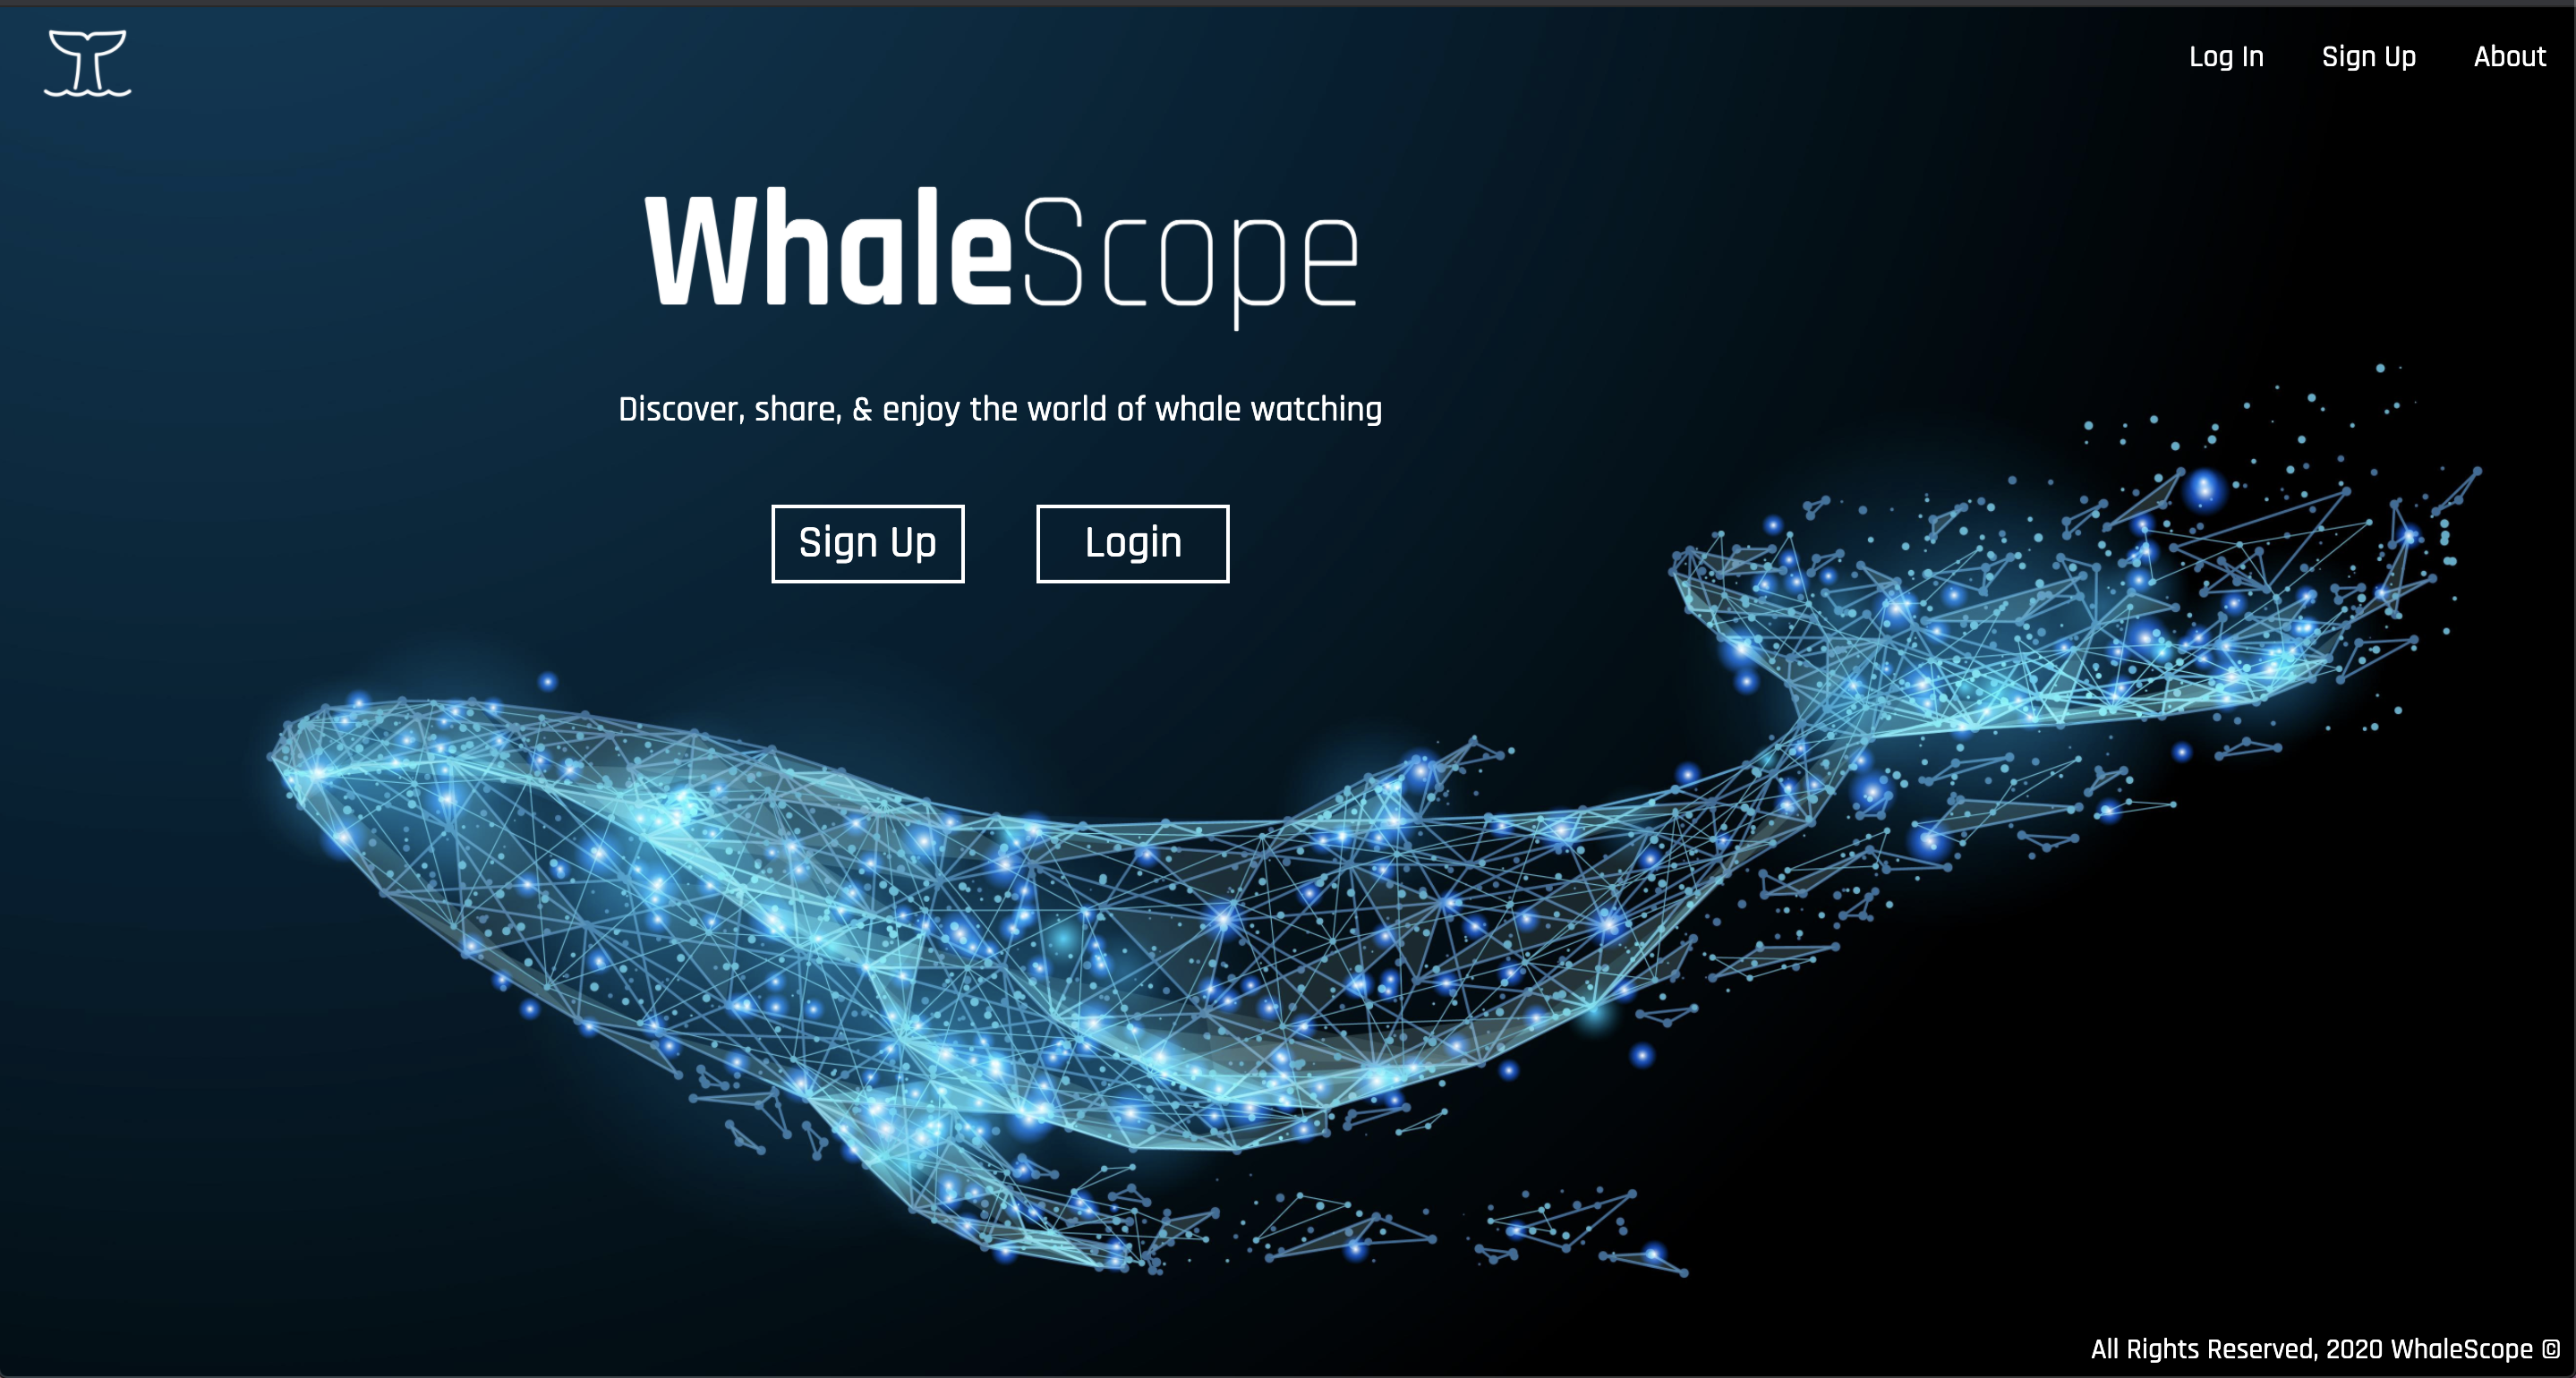 Log In Sign Up About
WhaleScope
Discover, share, & enjoy the world of whale watching
Sign Up Login
All Rights Reserved, 2020 WhaleScope ©